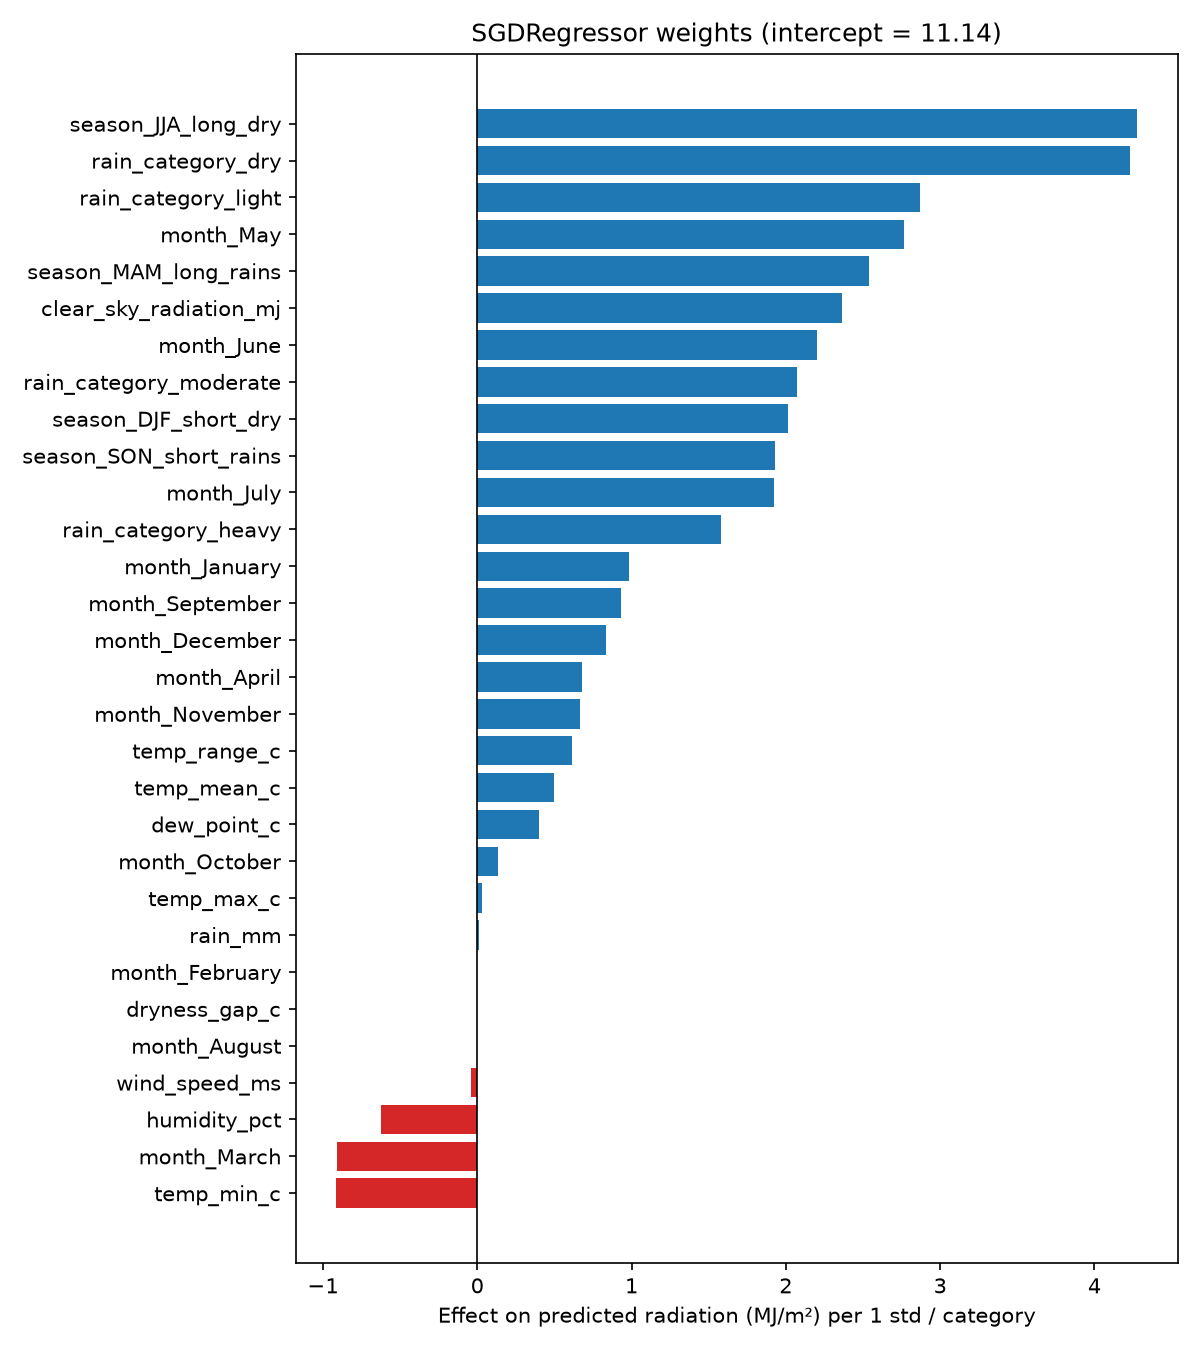 SGDRegressor weights (intercept = 11.14)
season_JJA_long_dry
rain_category_dry
rain_category_light
month_May
season_MAM_long_rains
clear_sky_radiation_mj
month_June
rain_category_moderate
season_DJF_short_dry
season_SON_short_rains
month_July
rain_category_heavy
month_January
month_September
month_December
month_April
month_November
temp_range_c
temp_mean_c
dew_point_c
month_October
temp_max_c
rain_mm
month_February
dryness_gap_c
month_August
wind_speed_ms
humidity_pct
month_March
temp_min_c
−1 0 1 2 3 4
Effect on predicted radiation (MJ/m²) per 1 std / category